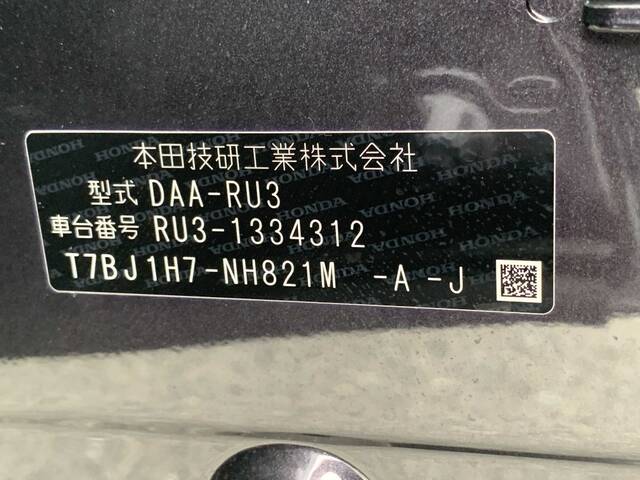 本田技研工業株式会社
型式 DAA-RU3
車台番号 RU3-1334312
T7BJ1H7-NH821M -A -J